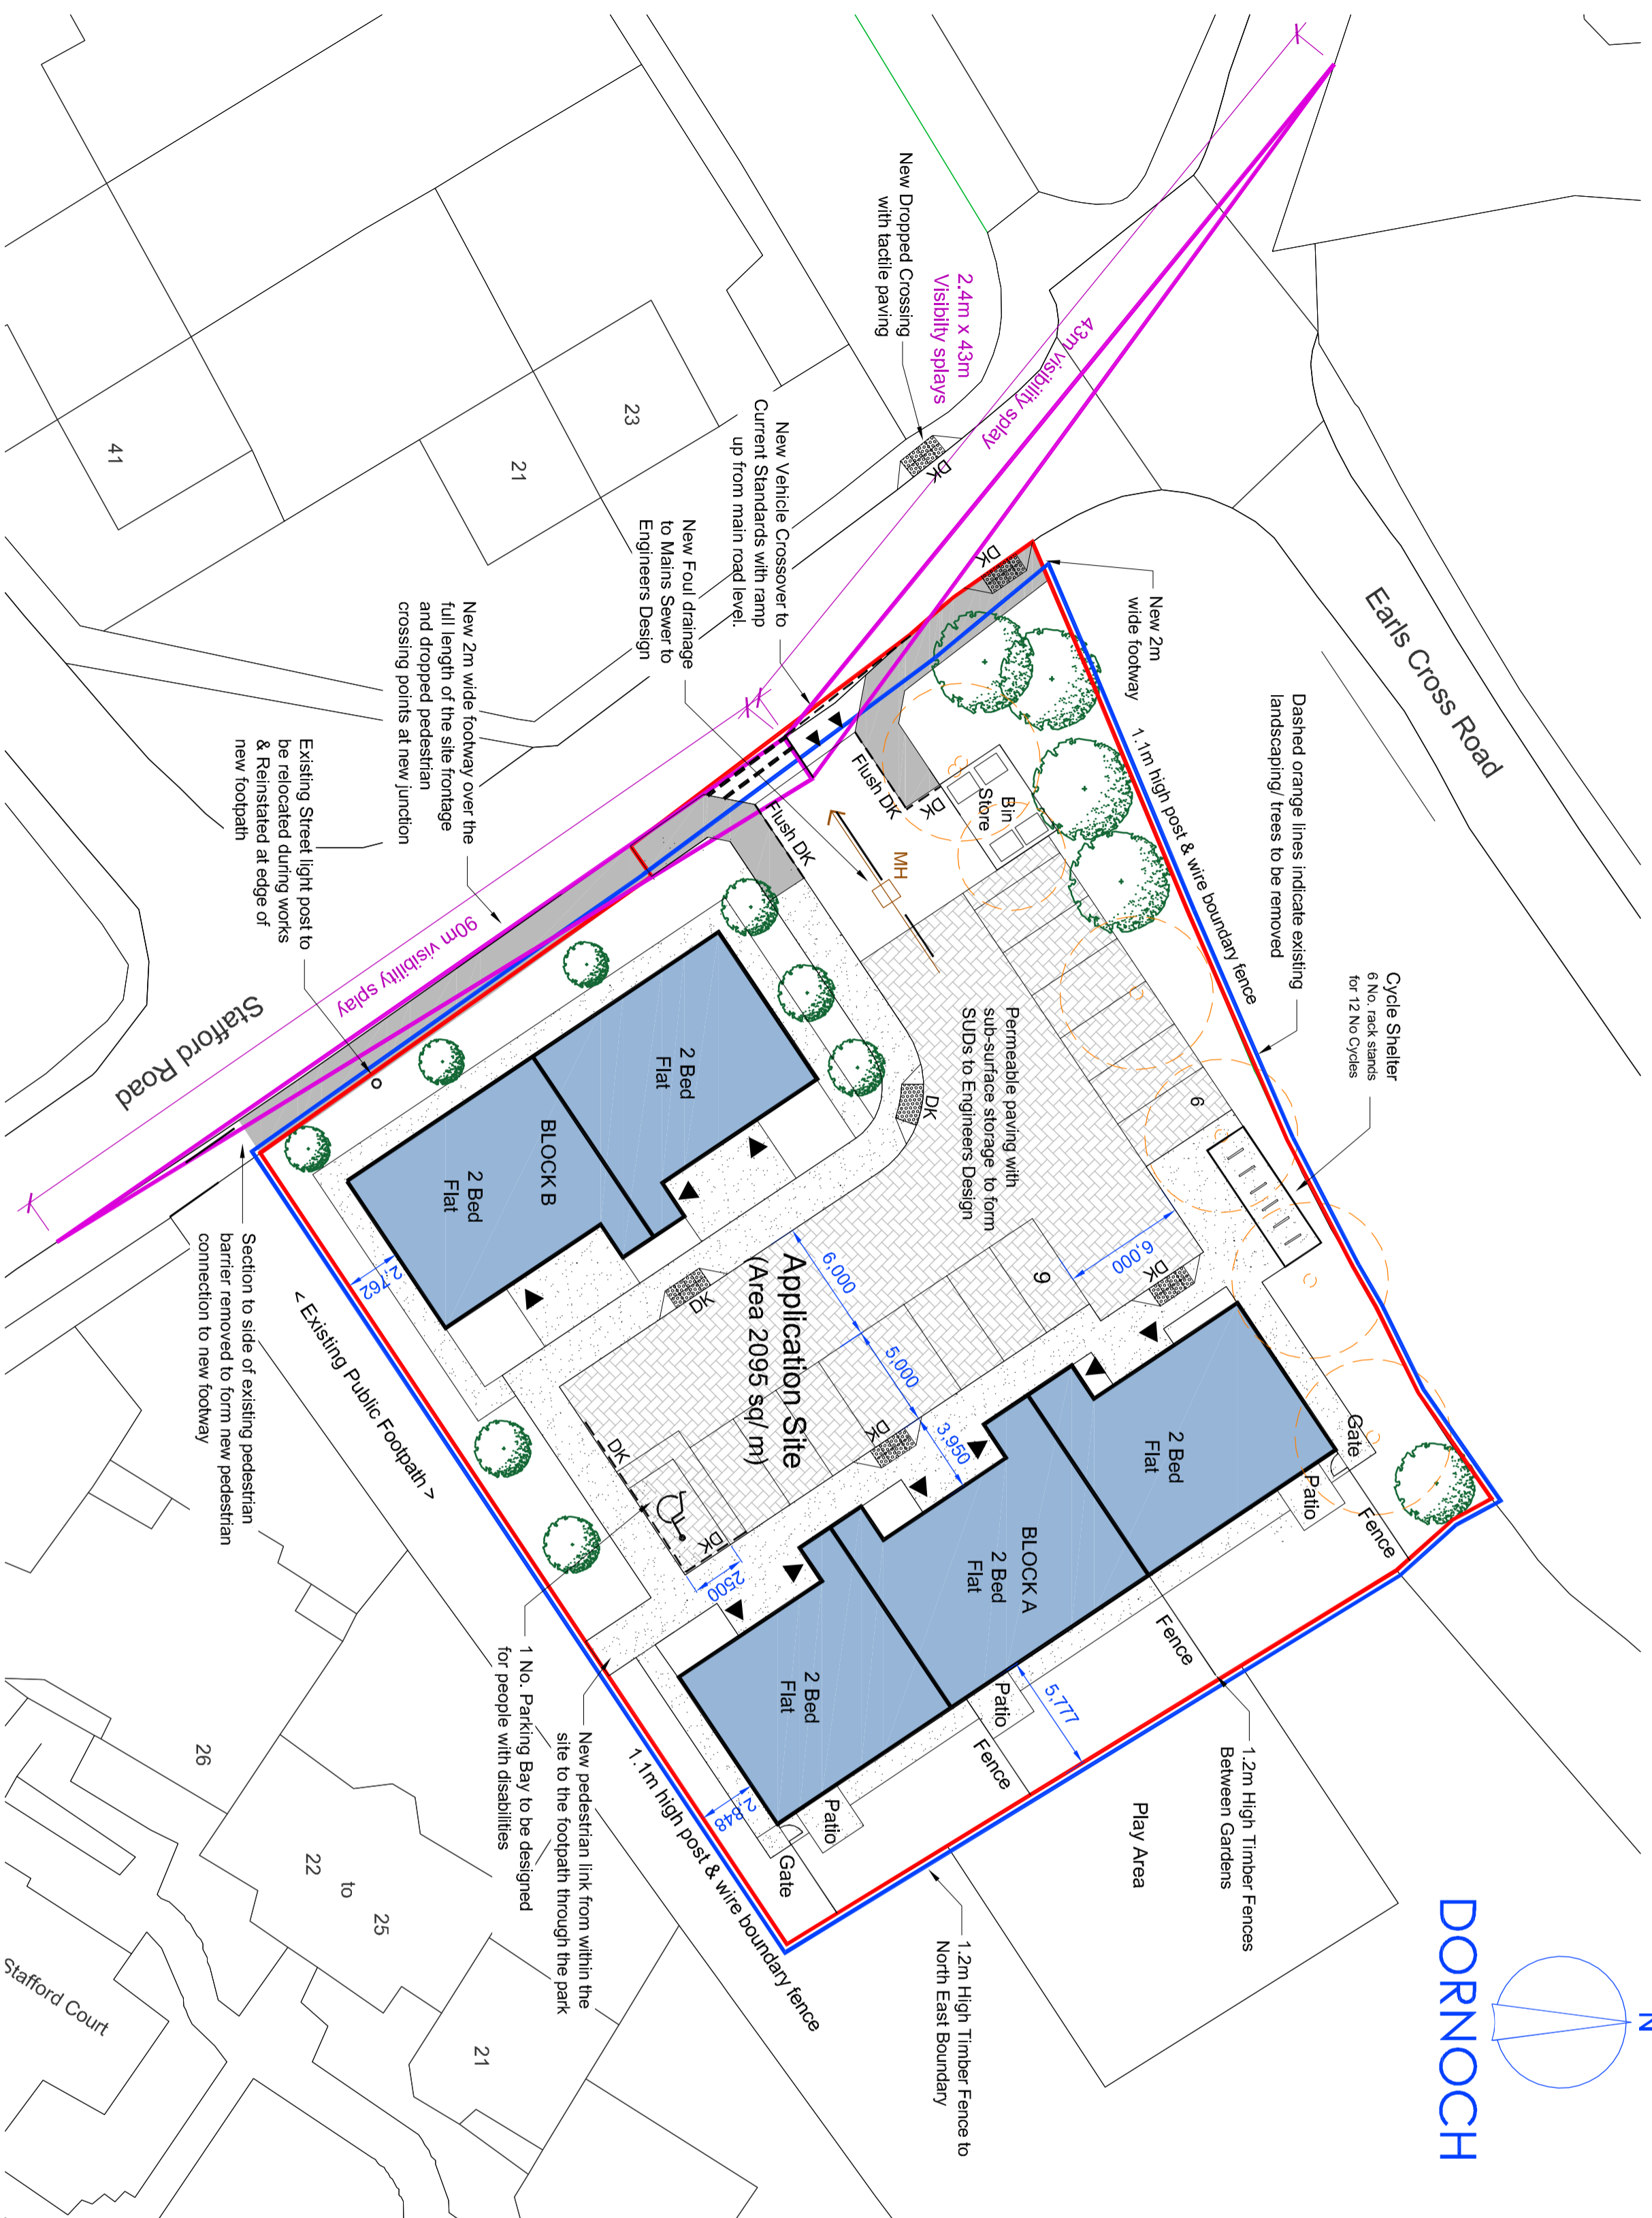 N
DORNOCH
Earls Cross Road
Cycle Shelter
6 No. rack stands
for 12 No Cycles
Dashed orange lines indicate existing
landscaping/ trees to be removed
New 2m
wide footway
1.1m high post & wire boundary fence
43m visibility splay
2.4m x 43m
Visibilty splays
New Dropped Crossing
with tactile paving
DK
DK
New Vehicle Crossover to
Current Standards with ramp
up from main road level.
New Foul drainage
to Mains Sewer to
Engineers Design
New 2m wide footway over the
full length of the site frontage
and dropped pedestrian
crossing points at new junction
Existing Street light post to
be relocated during works
& Reinstated at edge of
new footpath
Flush DK
DK
Flush DK
Bin
Store
MH
Permeable paving with
sub-surface storage to form
SUDs to Engineers Design
DK
6
6,000
DK
9
6,000
5,000
3,950
Application Site
(Area 2095 sq/ m)
2 Bed
Flat
BLOCK B
2 Bed
Flat
DK
DK
DK
DK
2500
2 Bed
Flat
BLOCK A
2 Bed
Flat
2 Bed
Flat
Gate
Patio
Fence
Fence
Patio
Fence
Patio
Gate
5,777
2,848
2,762
90m visibility splay
Stafford Road
< Existing Public Footpath >
Section to side of existing pedestrian
barrier removed to form new pedestrian
connection to new footway
1 No. Parking Bay to be designed
for people with disabilities
New pedestrian link from within the
site to the footpath through the park
1.1m high post & wire boundary fence
1.2m High Timber Fences
Between Gardens
Play Area
1.2m High Timber Fence to
North East Boundary
23
21
41
26
22
to
25
21
Stafford Court